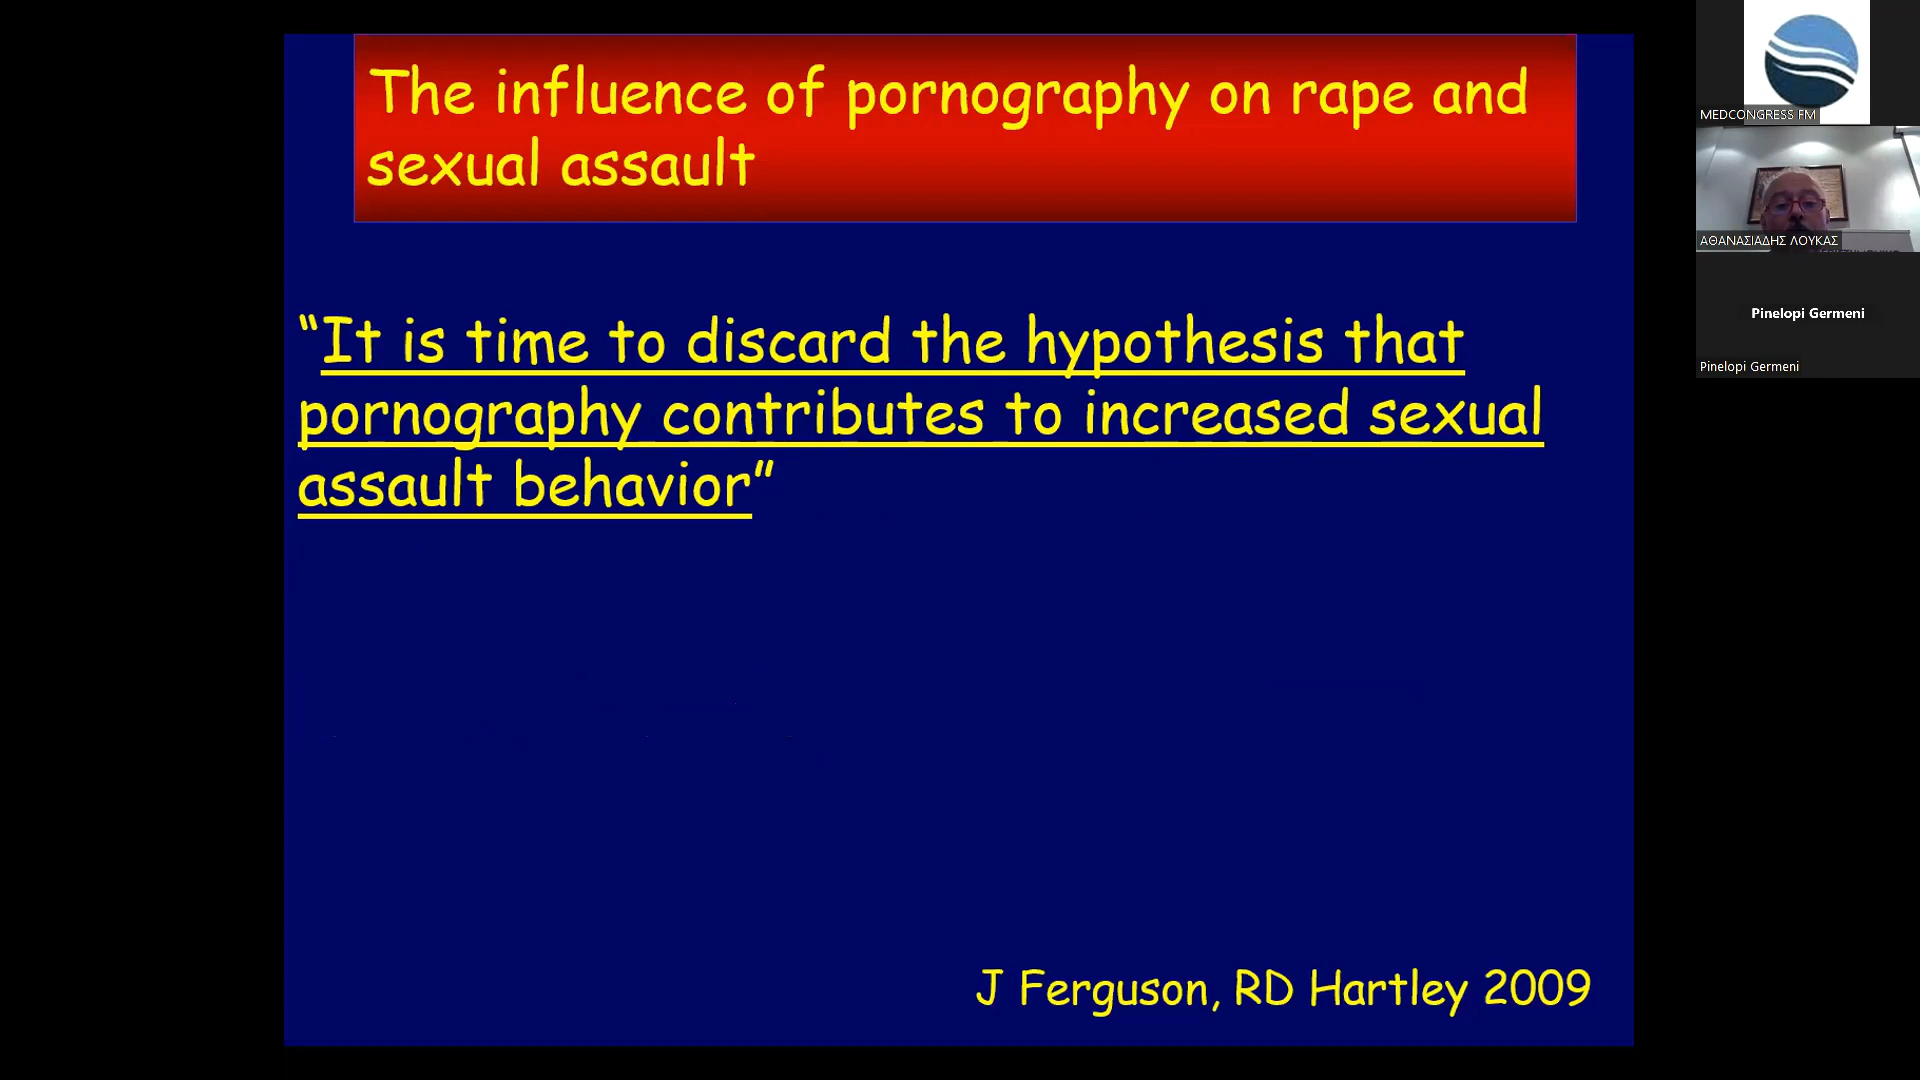 The influence of pornography on rape and
sexual assault
“It is time to discard the hypothesis that
pornography contributes to increased sexual
assault behavior”
J Ferguson, RD Hartley 2009
MEDCONGRESS FM
ΑΘΑΝΑΣΙΑΔΗΣ ΛΟΥΚΑΣ
Pinelopi Germeni
Pinelopi Germeni